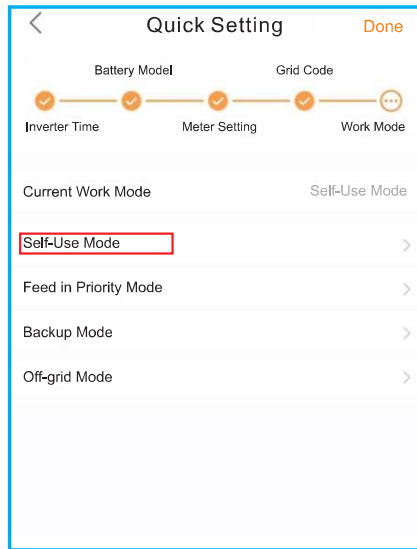 Quick Setting Done
Battery Model Grid Code
Inverter Time Meter Setting Work Mode
Current Work Mode Self-Use Mode
Self-Use Mode
Feed in Priority Mode
Backup Mode
Off-grid Mode